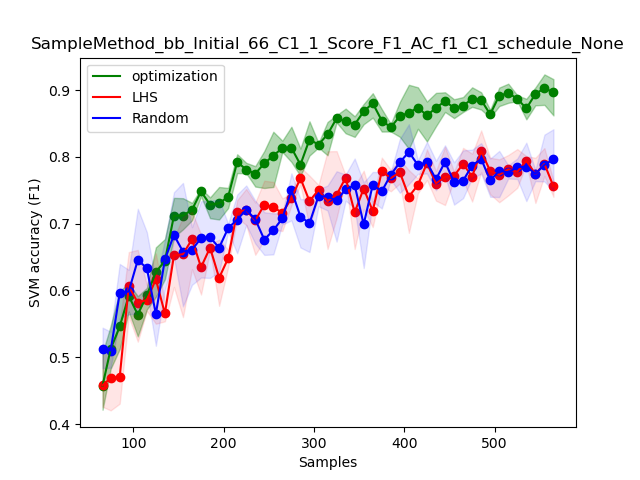 SampleMethod_bb_Initial_66_C1_1_Score_F1_AC_f1_C1_schedule_None
optimization
LHS
Random
SVM accuracy (F1)
0.9
0.8
0.7
0.6
0.5
0.4
100 200 300 400 500
Samples